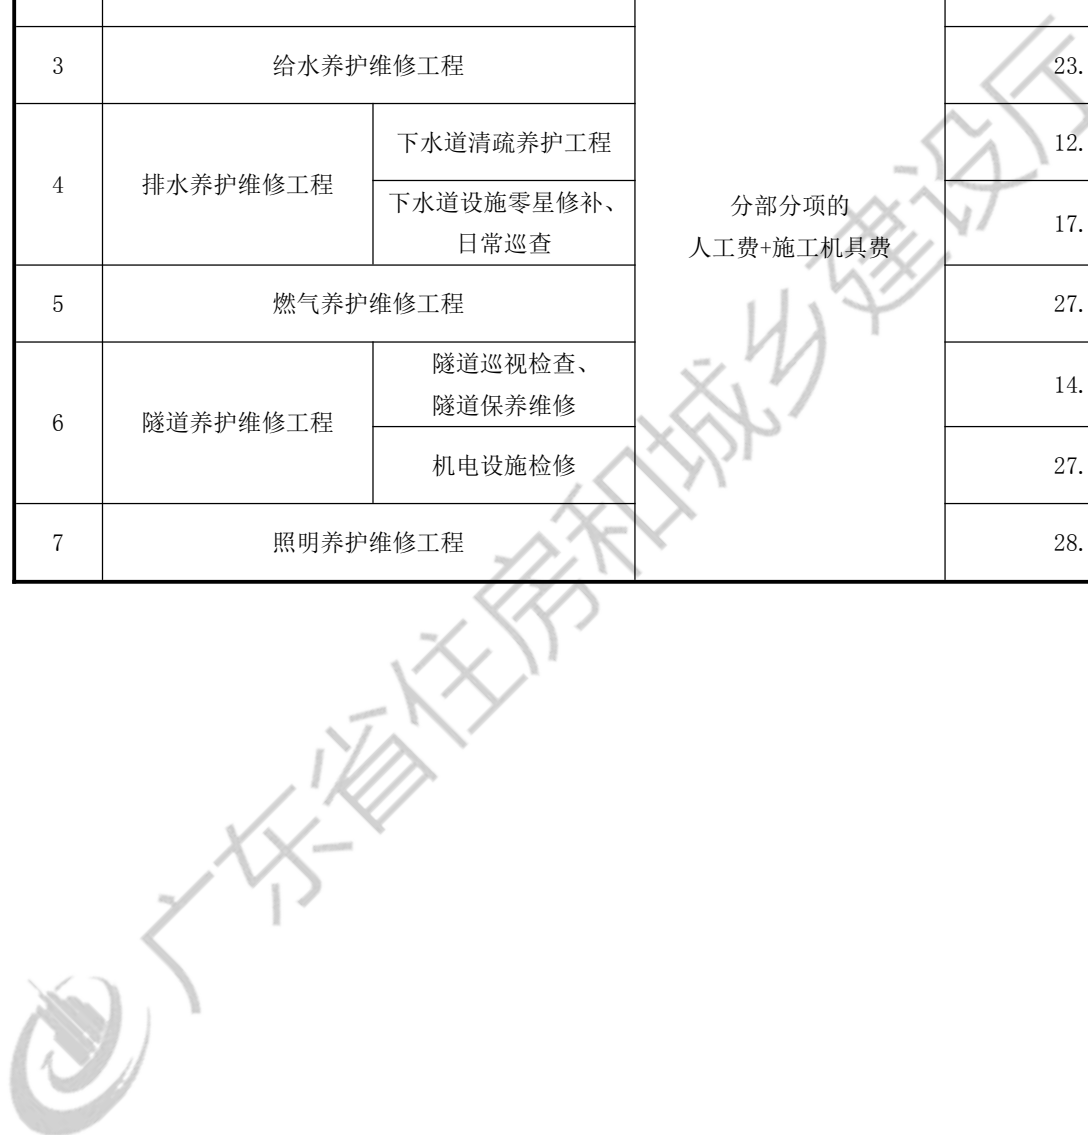 3
给水养护维修工程
23.
4
排水养护维修工程
下水道清疏养护工程
12.
下水道设施零星修补、
日常巡查
17.
分部分项的
人工费+施工机具费
5
燃气养护维修工程
27.
6
隧道养护维修工程
隧道巡视检查、
隧道保养维修
14.
机电设施检修
27.
7
照明养护维修工程
28.
广东省住房和城乡建设厅